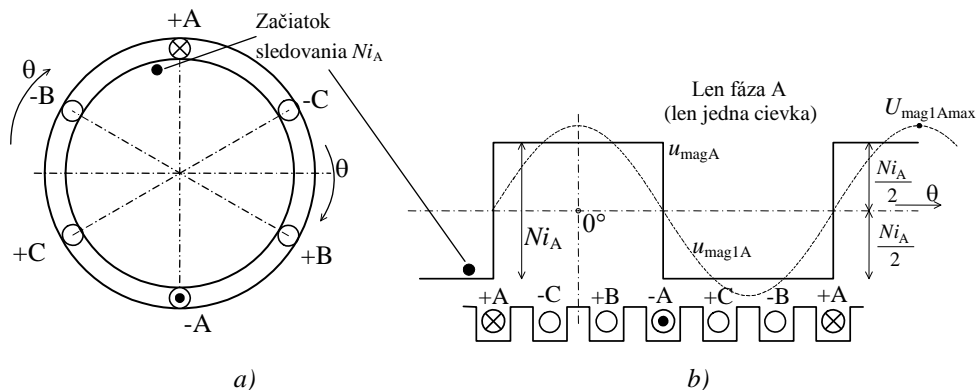 +A
Začiatok
sledovania NiA
θ
-B
-C
θ
+C
+B
-A
a)
Len fáza A
(len jedna cievka)
Umag1Amax
umagA
NiA
2
θ
NiA
0°
NiA
2
umag1A
+A -C +B -A +C -B +A
b)